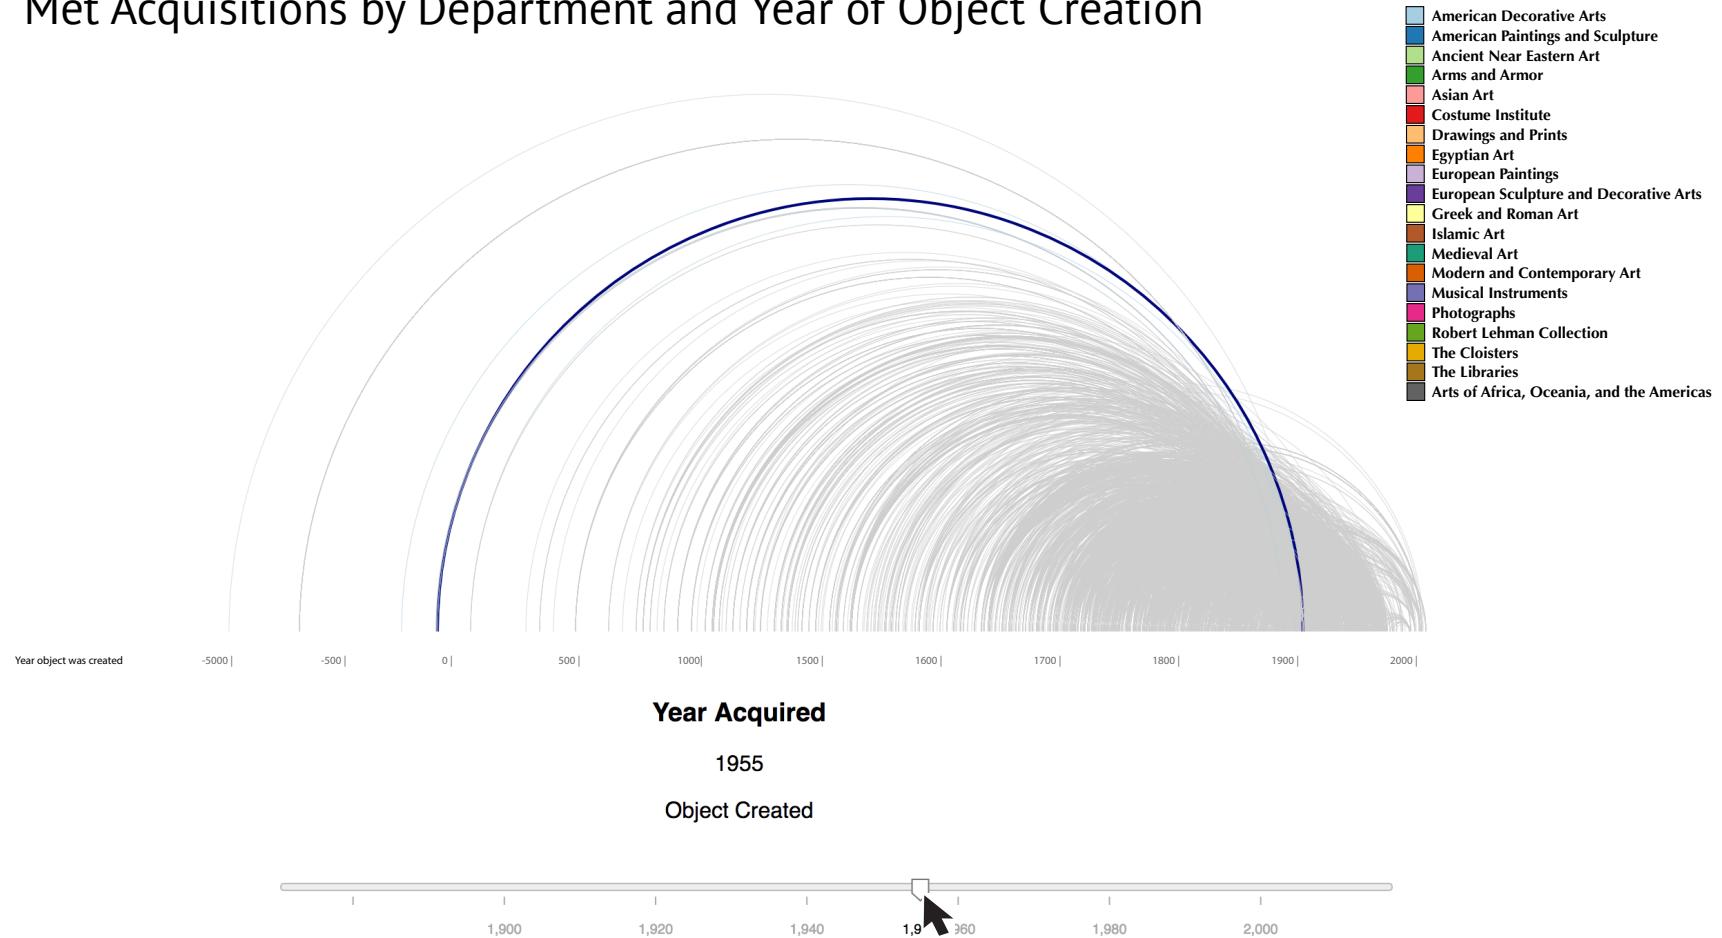 Met Acquisitions by Department and Year of Object Creation
American Decorative Arts
American Paintings and Sculpture
Ancient Near Eastern Art
Arms and Armor
Asian Art
Costume Institute
Drawings and Prints
Egyptian Art
European Paintings
European Sculpture and Decorative Arts
Greek and Roman Art
Islamic Art
Medieval Art
Modern and Contemporary Art
Musical Instruments
Photographs
Robert Lehman Collection
The Cloisters
The Libraries
Arts of Africa, Oceania, and the Americas
Year object was created -5000 -500 0 500 1000 1500 1600 1700 1800 1900 2000
Year Acquired
1955
Object Created
1,900 1,920 1,940 1,9 960 1,980 2,000